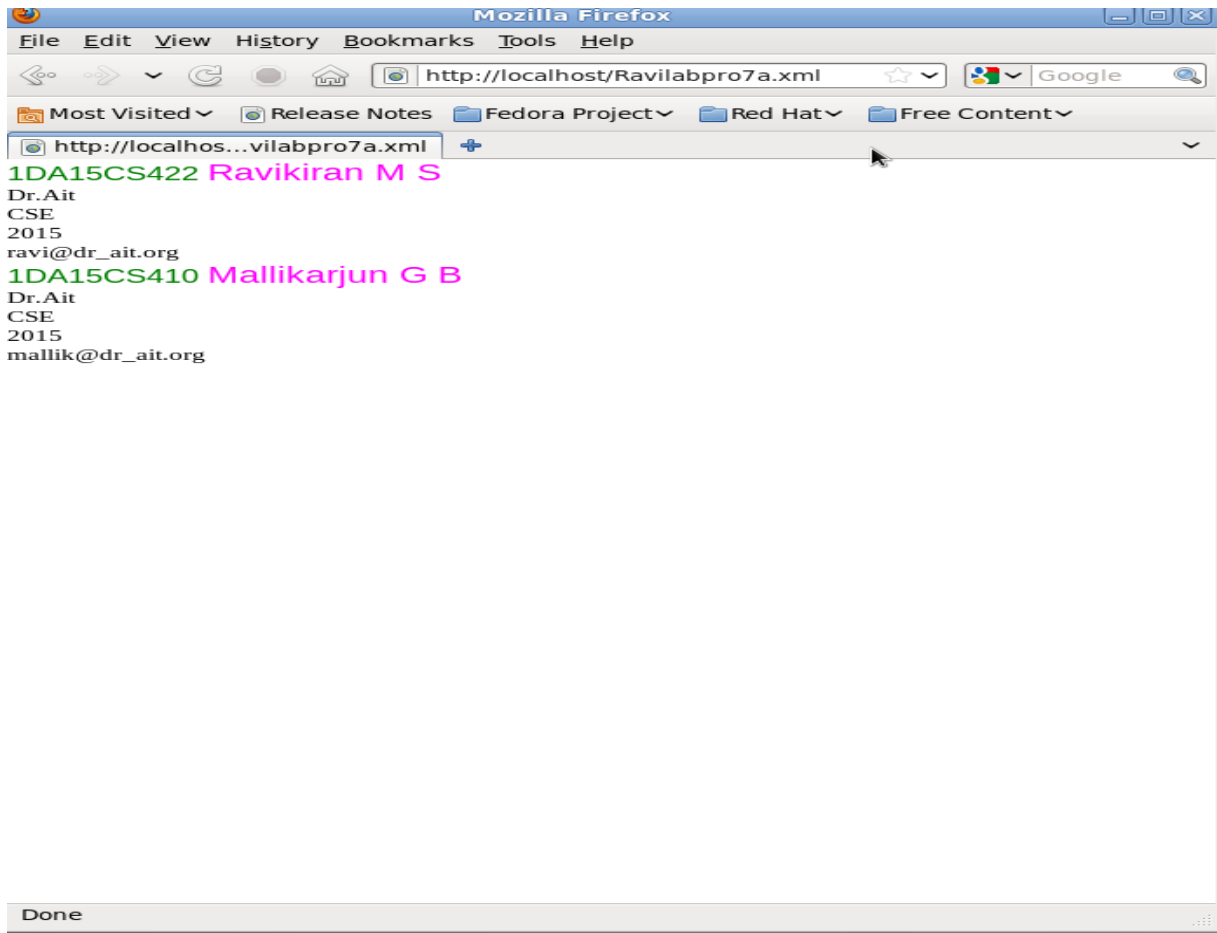 Mozilla Firefox
File Edit View History Bookmarks Tools Help
http://localhost/Ravilabpro7a.xml Google
Most Visited Release Notes Fedora Project Red Hat Free Content
http://localhos...vilabpro7a.xml
1DA15CS422 Ravikiran M S
Dr.Ait
CSE
2015
ravi@dr_ait.org
1DA15CS410 Mallikarjun G B
Dr.Ait
CSE
2015
mallik@dr_ait.org
Done